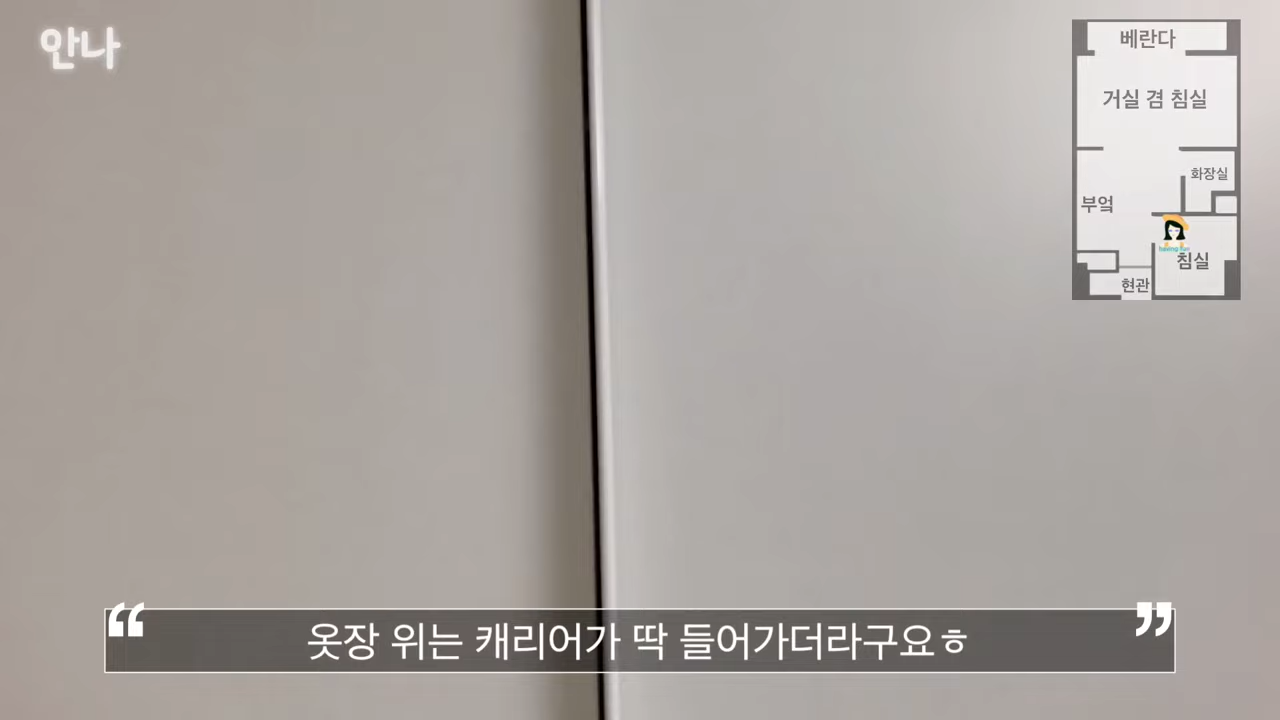 안나
베란다
거실 겸 침실
화장실
부엌
침실
현관
“ 옷장 위는 캐리어가 딱 들어가더라구요ㅎ ”